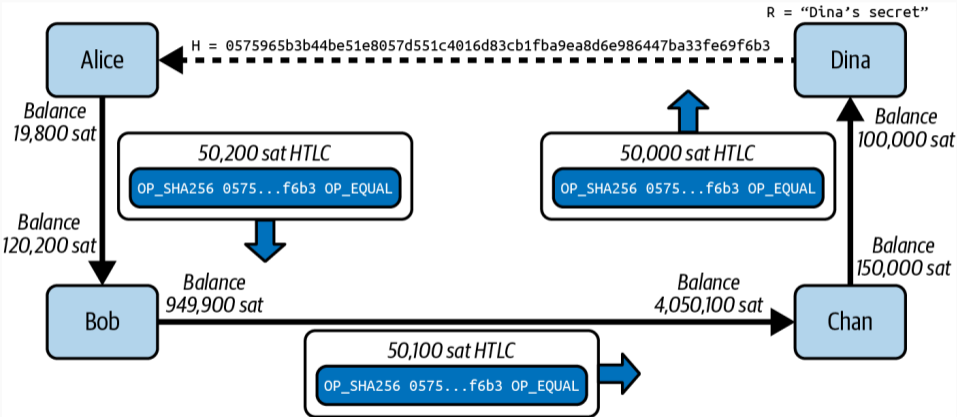 R = “Dina’s secret”
Alice
H = 0575965b3b44be51e8057d551c4016d83cb1fba9ea8d6e986447ba33fe69f6b3
Dina
Balance
19,800 sat
50,200 sat HTLC
OP_SHA256 0575...f6b3 OP_EQUAL
50,000 sat HTLC
OP_SHA256 0575...f6b3 OP_EQUAL
Balance
100,000 sat
Balance
120,200 sat
Balance
949,900 sat
Balance
4,050,100 sat
Balance
150,000 sat
Bob
Chan
50,100 sat HTLC
OP_SHA256 0575...f6b3 OP_EQUAL